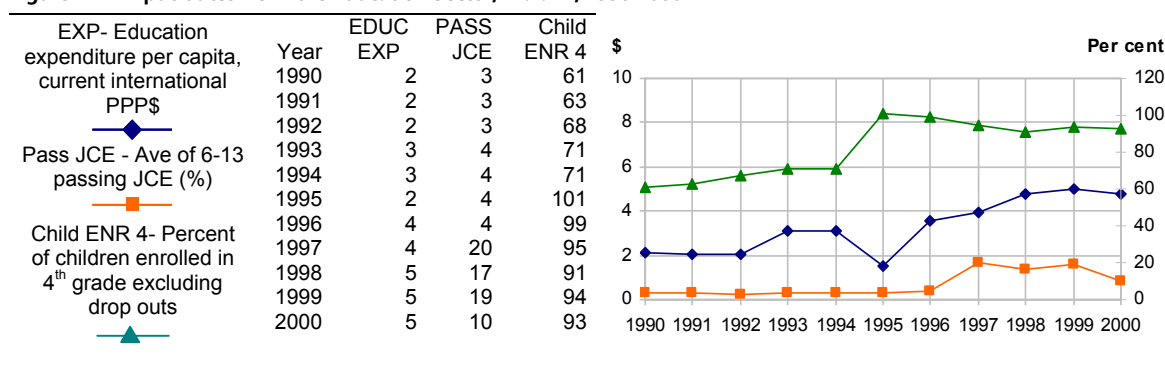 EXP- Education
expenditure per capita,
current international
PPP$
Pass JCE - Ave of 6-13
passing JCE (%)
Child ENR 4- Percent
of children enrolled in
4th grade excluding
drop outs
EDUC PASS Child
Year EXP JCE ENR 4
1990 2 3 61
1991 2 3 63
1992 2 3 68
1993 3 4 71
1994 3 4 71
1995 2 4 101
1996 4 4 99
1997 4 20 95
1998 5 17 91
1999 5 19 94
2000 5 10 93
$ Per cent
10 120
100
8
80
6
60
4
40
2 20
0 0
1990 1991 1992 1993 1994 1995 1996 1997 1998 1999 2000